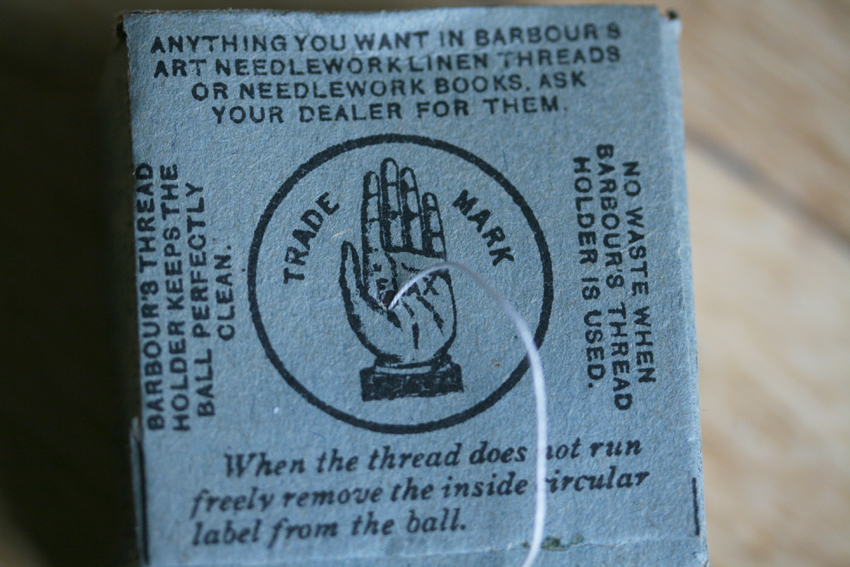 ANYTHING YOU WANT IN BARBOUR'S
ART NEEDLEWORK LINEN THREADS
OR NEEDLEWORK BOOKS, ASK
YOUR DEALER FOR THEM.
BARBOUR'S THREAD
HOLDER KEEPS THE
BALL PERFECTLY
CLEAN.
TRADE MARK
NO WASTE WHEN
BARBOUR'S THREAD
HOLDER IS USED.
When the thread does not run
freely remove the inside circular
label from the ball.